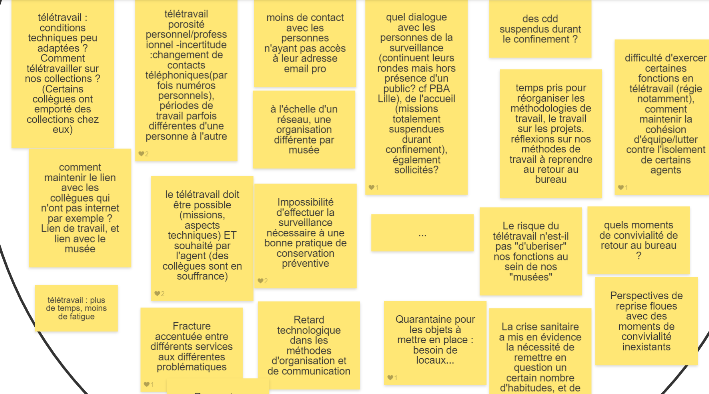 télétravail :
conditions
techniques peu
adaptées ?
Comment
télétravailler sur
nos collections ?
(Certains
collègues ont
emporté des
collections chez
eux)
télétravail
porosité
personnel/profess
ionnel -incertitude
:changement de
contacts
téléphoniques(par
fois numéros
personnels),
périodes de
travail parfois
différentes d'une
personne à l'autre
2
moins de contact
avec les
personnes
n'ayant pas accès
à leur adresse
email pro
à l'échelle d'un
réseau, une
organisation
différente par
musée
quel dialogue
avec les
personnes de la
surveillance
(continuent leurs
rondes mais hors
présence d'un
public? cf PBA
Lille), de l'accueil
(missions
totalement
suspendues
durant
confinement),
également
sollicités?
1
des cdd
suspendus durant
le confinement ?
temps pris pour
réorganiser les
méthodologies de
travail, le travail
sur les projets.
réflexions sur nos
méthodes de
travail à reprendre
au retour au
bureau
difficulté d'exercer
certaines
fonctions en
télétravail (régie
notamment),
comment
maintenir la
cohésion
d'équipe/lutter
contre l'isolement
de certains
agents
1
comment
maintenir le lien
avec les
collègues qui
n'ont pas internet
par exemple ?
Lien de travail, et
lien avec le
musée
le télétravail doit
être possible
(missions,
aspects
techniques) ET
souhaité par
l'agent (des
collègues sont en
souffrance)
2
Impossibilité
d'effectuer la
surveillance
nécessaire à une
bonne pratique de
conservation
préventive
...
Le risque du
télétravail n'est-il
pas "d'uberiser"
nos fonctions au
sein de nos
"musées"
quels moments
de convivialité de
retour au bureau
?
télétravail : plus
de temps, moins
de fatigue
Fracture
accentuée entre
différents services
aux différentes
problématiques
1
Retard
technologique
dans les
méthodes
d'organisation et
de communication
Quarantaine pour
les objets à
mettre en place :
besoin de
locaux...
1
La crise sanitaire
a mis en évidence
la nécessité de
remettre en
question un
certain nombre
d'habitudes, et de
Perspectives de
reprise floues
avec des
moments de
convivialité
inexistants